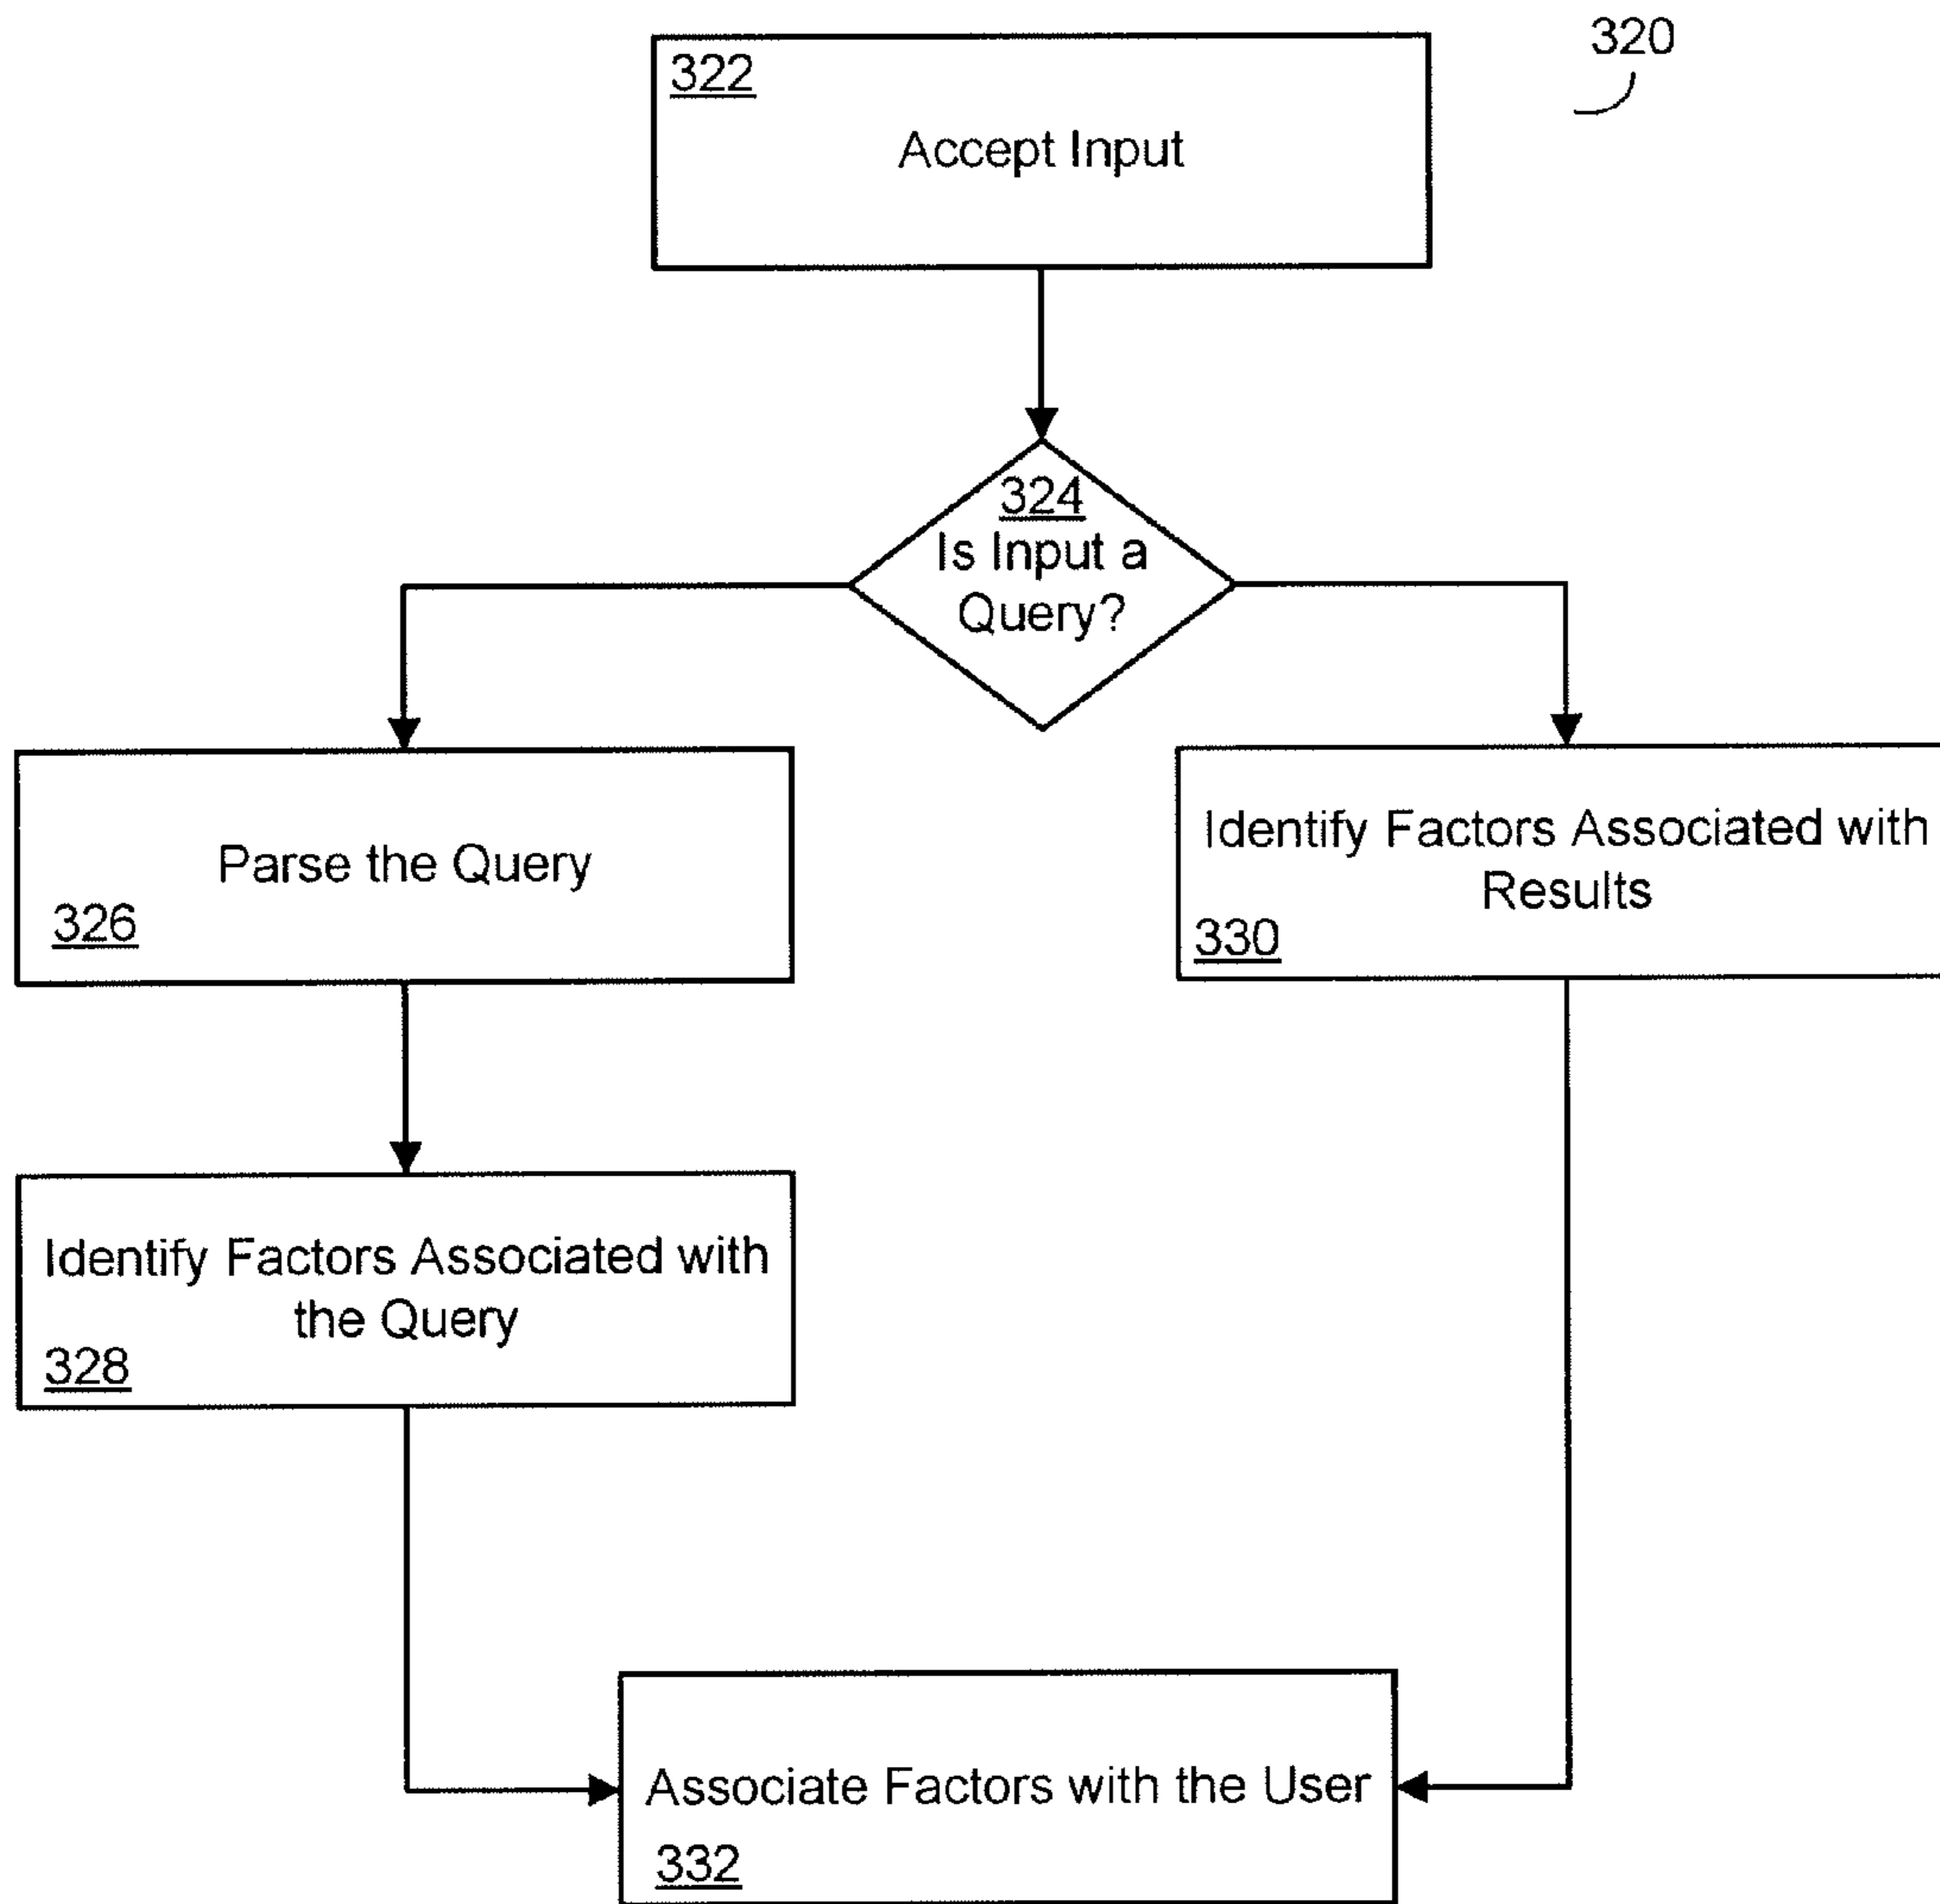 320
322
Accept Input
324
Is Input a
Query?
Parse the Query
326
Identify Factors Associated with
Results
330
Identify Factors Associated with
the Query
328
Associate Factors with the User
332